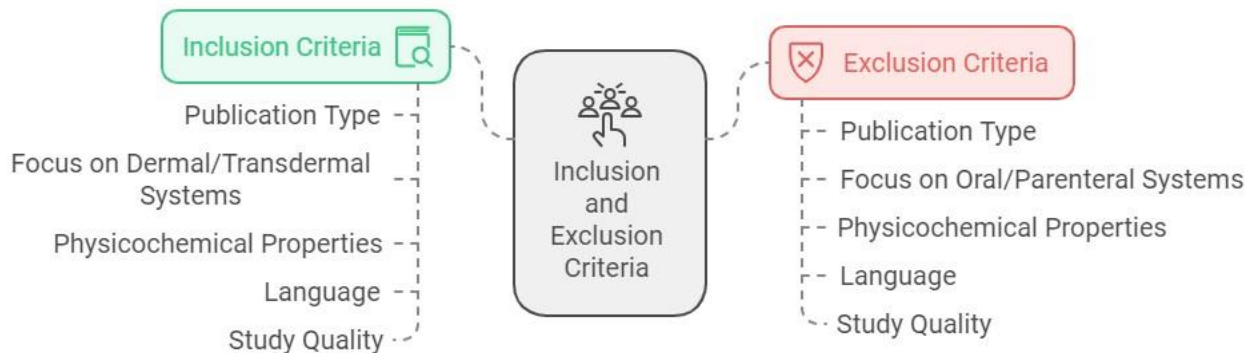 Inclusion Criteria
Publication Type
Focus on Dermal/Transdermal
Systems
Physicochemical Properties
Language
Study Quality
Inclusion
and
Exclusion
Criteria
Exclusion Criteria
Publication Type
Focus on Oral/Parenteral Systems
Physicochemical Properties
Language
Study Quality